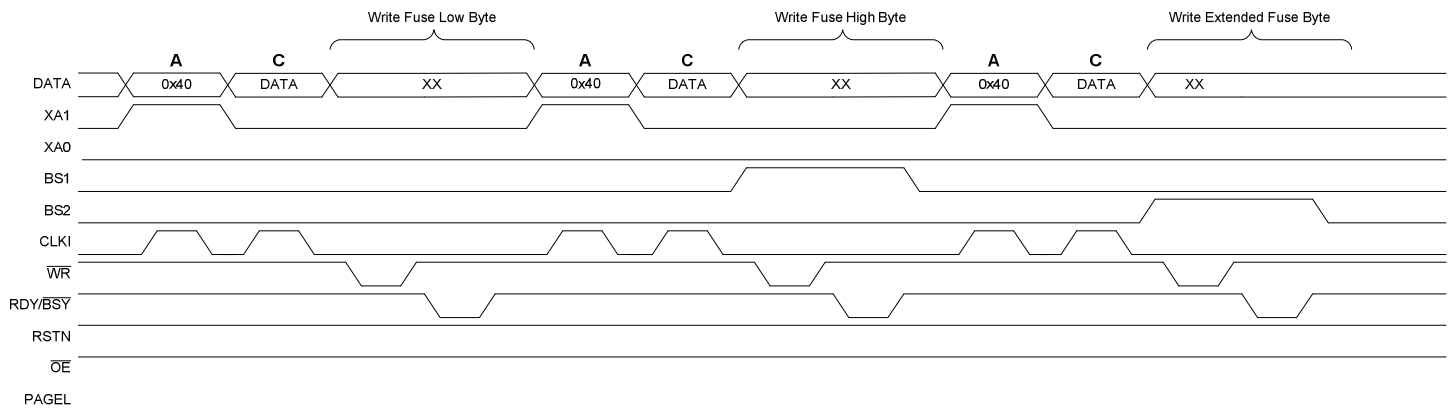 Write Fuse Low Byte Write Fuse High Byte Write Extended Fuse Byte
A C A C A C
DATA 0x40 DATA XX 0x40 DATA XX 0x40 DATA XX
XA1
XA0
BS1
BS2
CLKI
WR
RDY/BSY
RSTN
OE
PAGEL